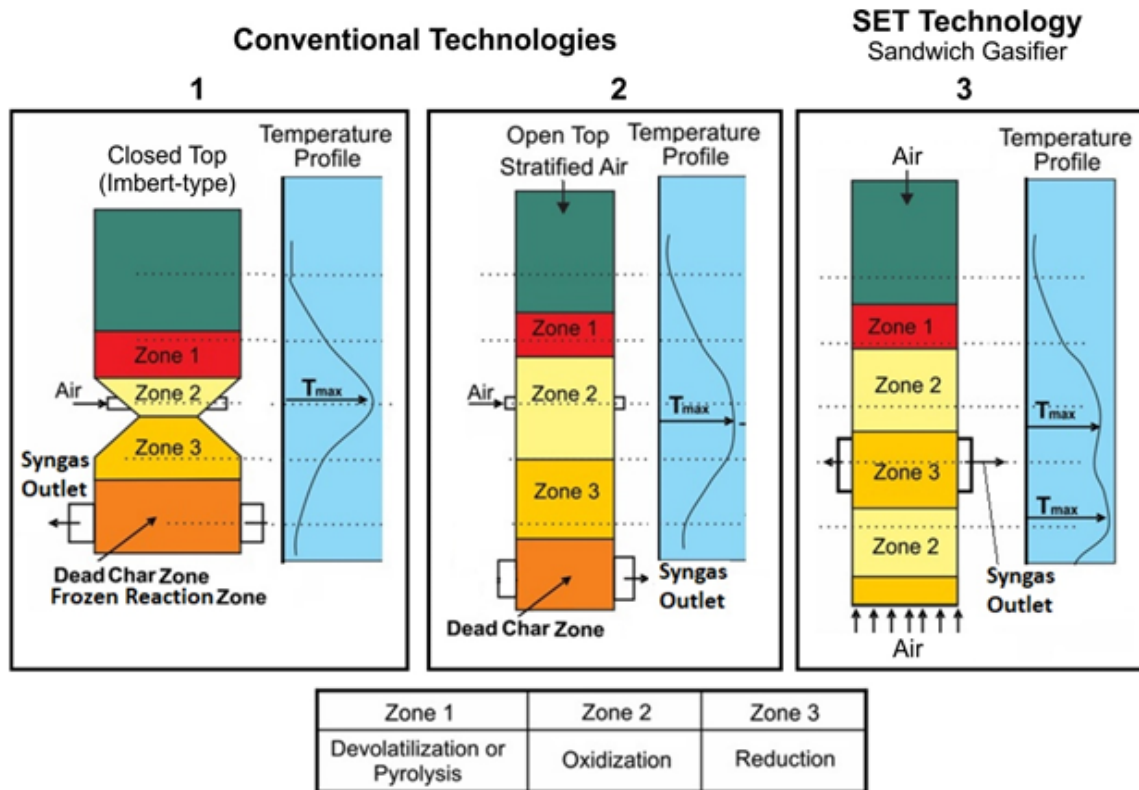 Conventional Technologies
SET Technology
Sandwich Gasifier
1
2
3
Closed Top
(Imbert-type)
Temperature
Profile
Zone 1
Zone 2
Air
Zone 3
Syngas
Outlet
Tmax
Dead Char Zone
Frozen Reaction Zone
Open Top
Stratified Air
Temperature
Profile
Zone 1
Zone 2
Air
Tmax
Zone 3
Syngas
Outlet
Dead Char Zone
Air
Temperature
Profile
Zone 1
Zone 2
Tmax
Zone 3
Tmax
Zone 2
Syngas
Outlet
Air
Zone 1 Zone 2 Zone 3
Devolatilization or
Pyrolysis
Oxidization
Reduction